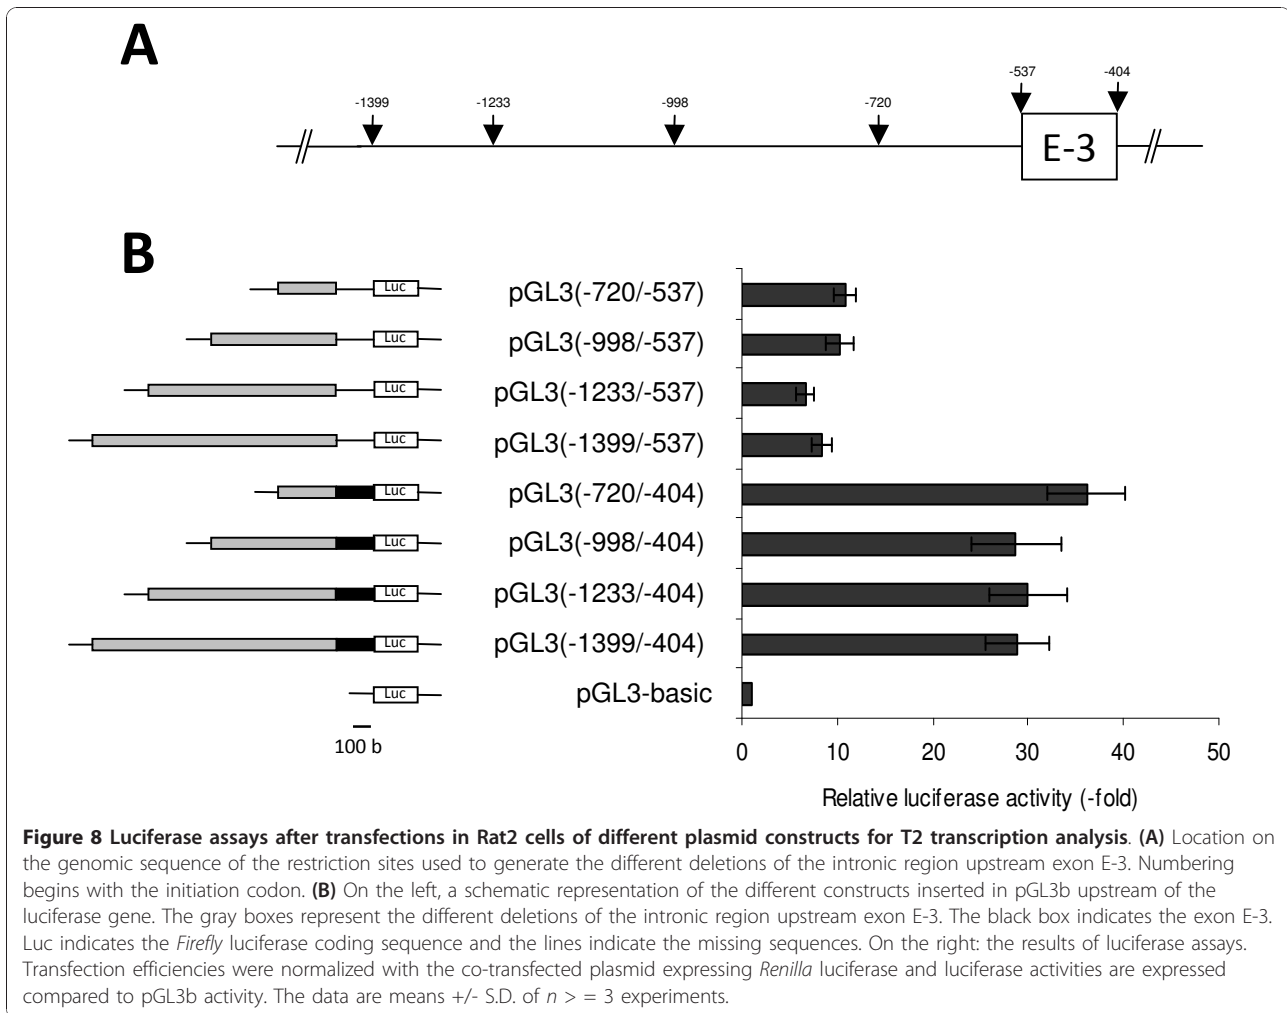 A
-1399 -1233 -998 -720 -537 -404
E-3
B
Luc pGL3(-720/-537)
Luc pGL3(-998/-537)
Luc pGL3(-1233/-537)
Luc pGL3(-1399/-537)
Luc pGL3(-720/-404)
Luc pGL3(-998/-404)
Luc pGL3(-1233/-404)
Luc pGL3(-1399/-404)
Luc pGL3-basic
100 b
0 10 20 30 40 50
Relative luciferase activity (-fold)
Figure 8 Luciferase assays after transfections in Rat2 cells of different plasmid constructs for T2 transcription analysis. (A) Location on
the genomic sequence of the restriction sites used to generate the different deletions of the intronic region upstream exon E-3. Numbering
begins with the initiation codon. (B) On the left, a schematic representation of the different constructs inserted in pGL3b upstream of the
luciferase gene. The gray boxes represent the different deletions of the intronic region upstream exon E-3. The black box indicates the exon E-3.
Luc indicates the Firefly luciferase coding sequence and the lines indicate the missing sequences. On the right: the results of luciferase assays.
Transfection efficiencies were normalized with the co-transfected plasmid expressing Renilla luciferase and luciferase activities are expressed
compared to pGL3b activity. The data are means +/- S.D. of n > = 3 experiments.